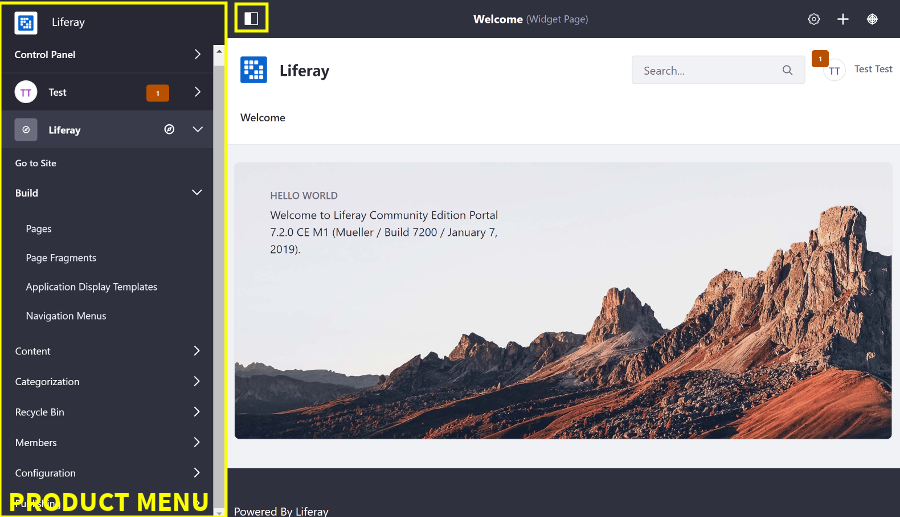 Liferay
Control Panel
TT Test 1
Liferay
Go to Site
Build
Pages
Page Fragments
Application Display Templates
Navigation Menus
Content
Categorization
Recycle Bin
Members
Configuration
PRODUCT MENU
Welcome (Widget Page)
Liferay
Search...
1
TT Test Test
Welcome
HELLO WORLD
Welcome to Liferay Community Edition Portal
7.2.0 CE M1 (Mueller / Build 7200 / January 7,
2019).
Powered By Liferay